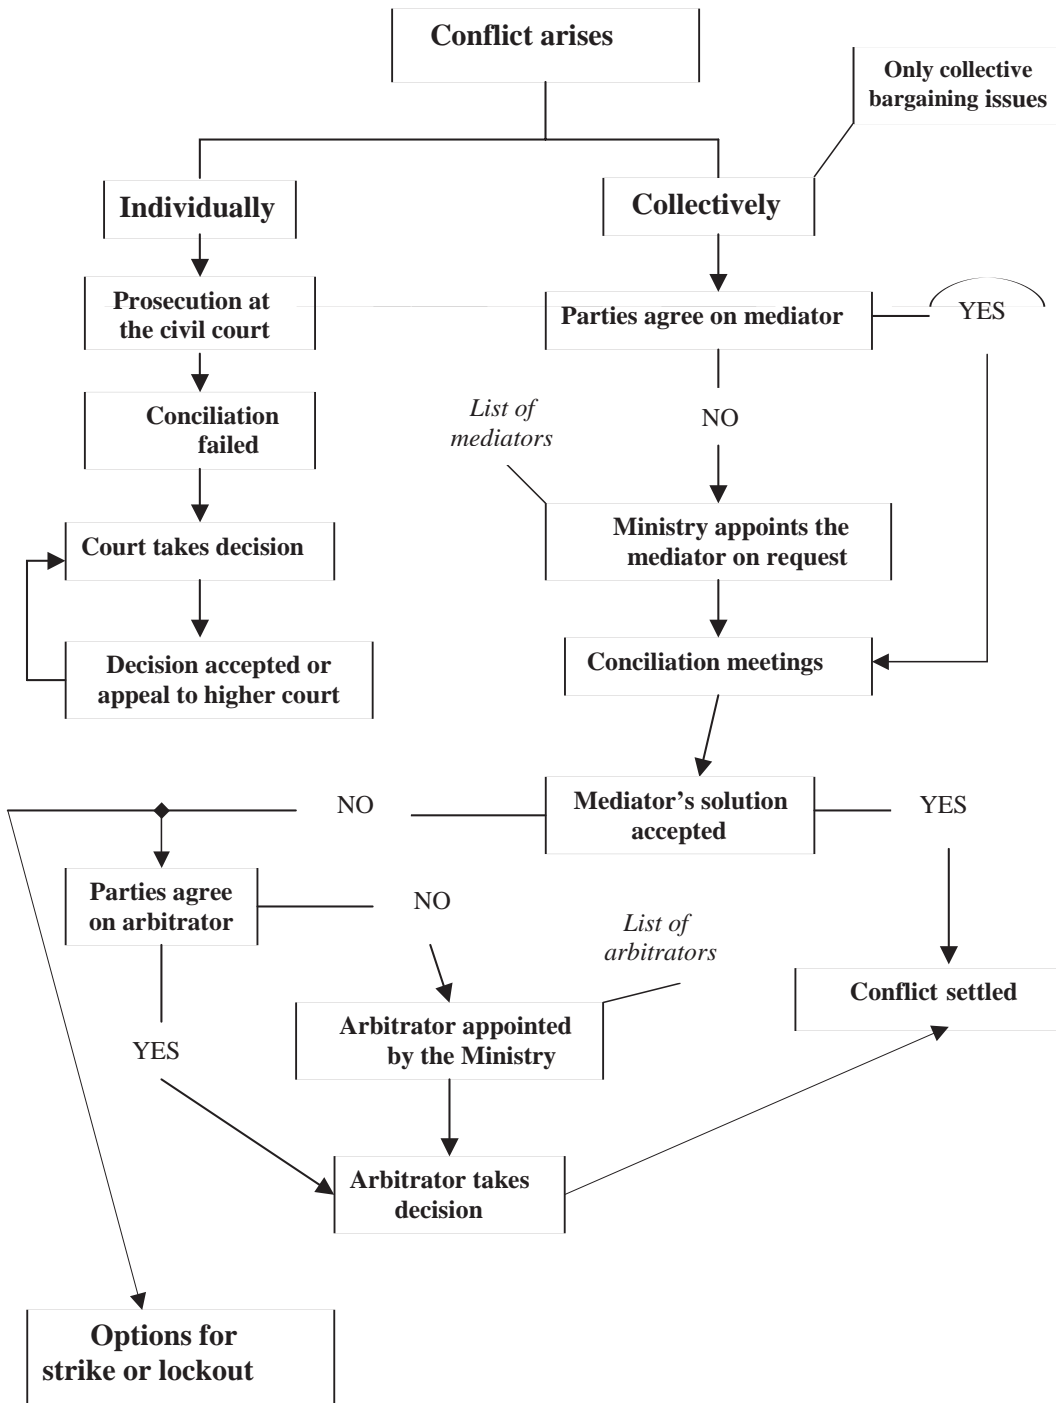 Conflict arises
Only collective
bargaining issues
Individually
Collectively
Prosecution at
the civil court
Parties agree on mediator
YES
Conciliation
failed
List of
mediators
NO
Court takes decision
Ministry appoints the
mediator on request
Decision accepted or
appeal to higher court
Conciliation meetings
NO
Mediator’s solution
accepted
YES
Parties agree
on arbitrator
NO
List of
arbitrators
Conflict settled
YES
Arbitrator appointed
by the Ministry
Arbitrator takes
decision
Options for
strike or lockout